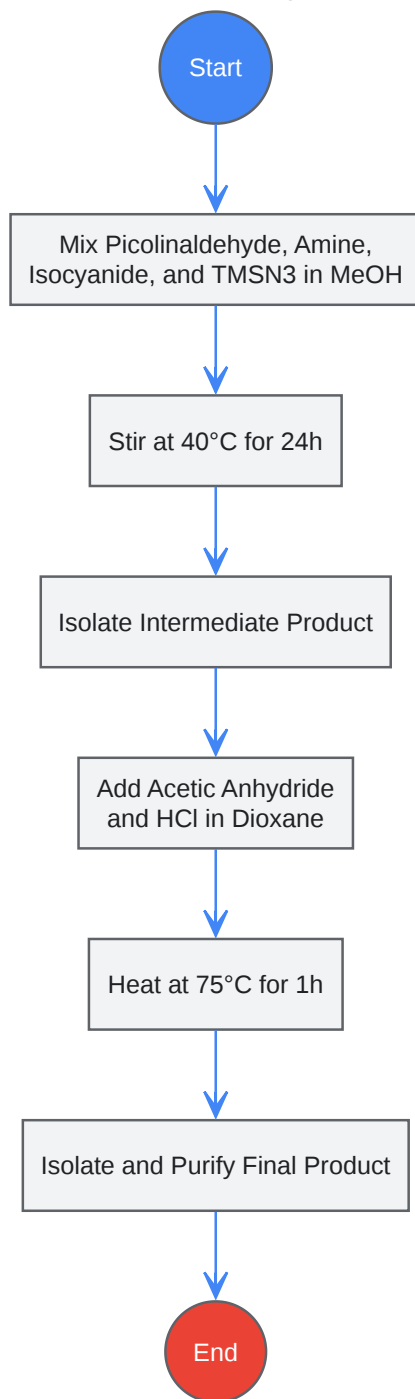 Start
Mix Picolinaldehyde, Amine,
Isocyanide, and TMSN3 in MeOH
Stir at 40°C for 24h
Isolate Intermediate Product
Add Acetic Anhydride
and HCl in Dioxane
Heat at 75°C for 1h
Isolate and Purify Final Product
End